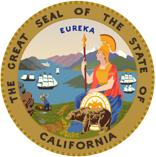 THE GREAT SEAL OF THE STATE OF
EUREKA
CALIFORNIA